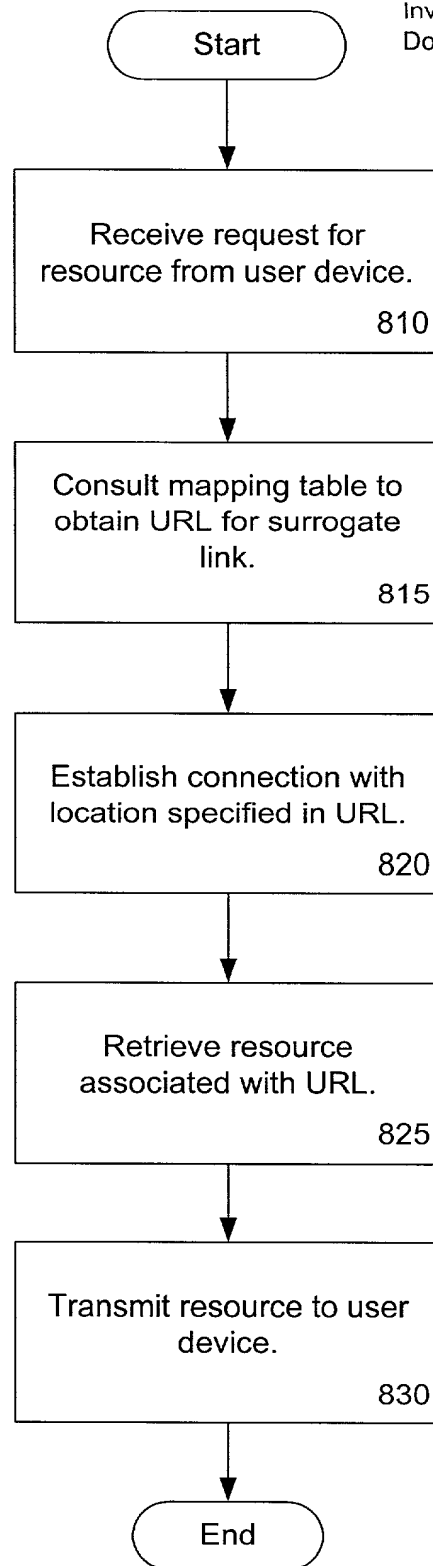 Start
Receive request for
resource from user device.
810
Consult mapping table to
obtain URL for surrogate
link.
815
Establish connection with
location specified in URL.
820
Retrieve resource
associated with URL.
825
Transmit resource to user
device.
830
End